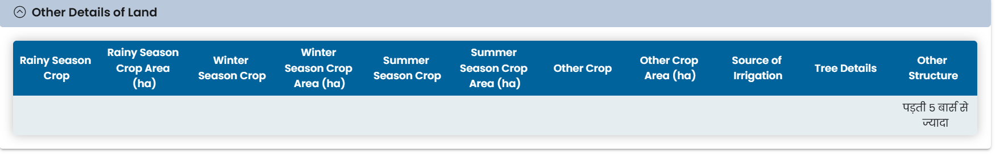 Other Details of Land
Rainy Season Crop
Rainy Season Crop Area (ha)
Winter Season Crop
Winter Season Crop Area (ha)
Summer Season Crop
Summer Season Crop Area (ha)
Other Crop
Other Crop Area (ha)
Source of Irrigation
Tree Details
Other Structure
पड़ती 5 बार्स से
ज्यादा